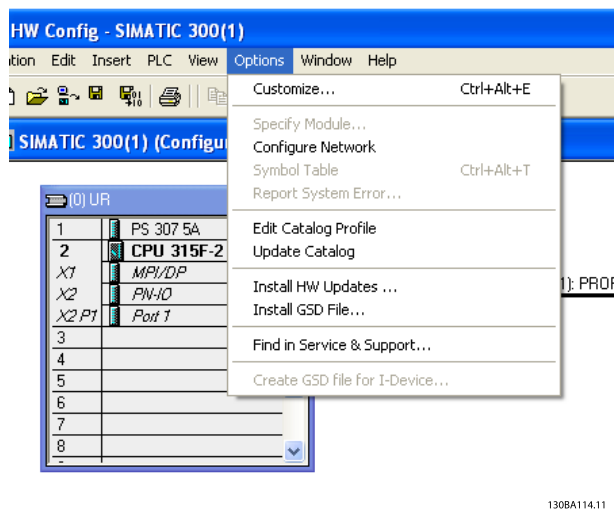 HW Config - SIMATIC 300(1)
tion Edit Insert PLC View Options Window Help
Customize... Ctrl+Alt+E
Specify Module...
Configure Network
Symbol Table Ctrl+Alt+T
Report System Error...
Edit Catalog Profile
Update Catalog
Install HW Updates ...
Install GSD File...
Find in Service & Support...
Create GSD file for I-Device...
SIMATIC 300(1) (Configu
(0) UR
1 PS 307 5A
2 CPU 315F-2
X1 MPI/DP
X2 PN-IO
X2 P1 Port 1
3
4
5
6
7
8
1): PROF
130BA114.11